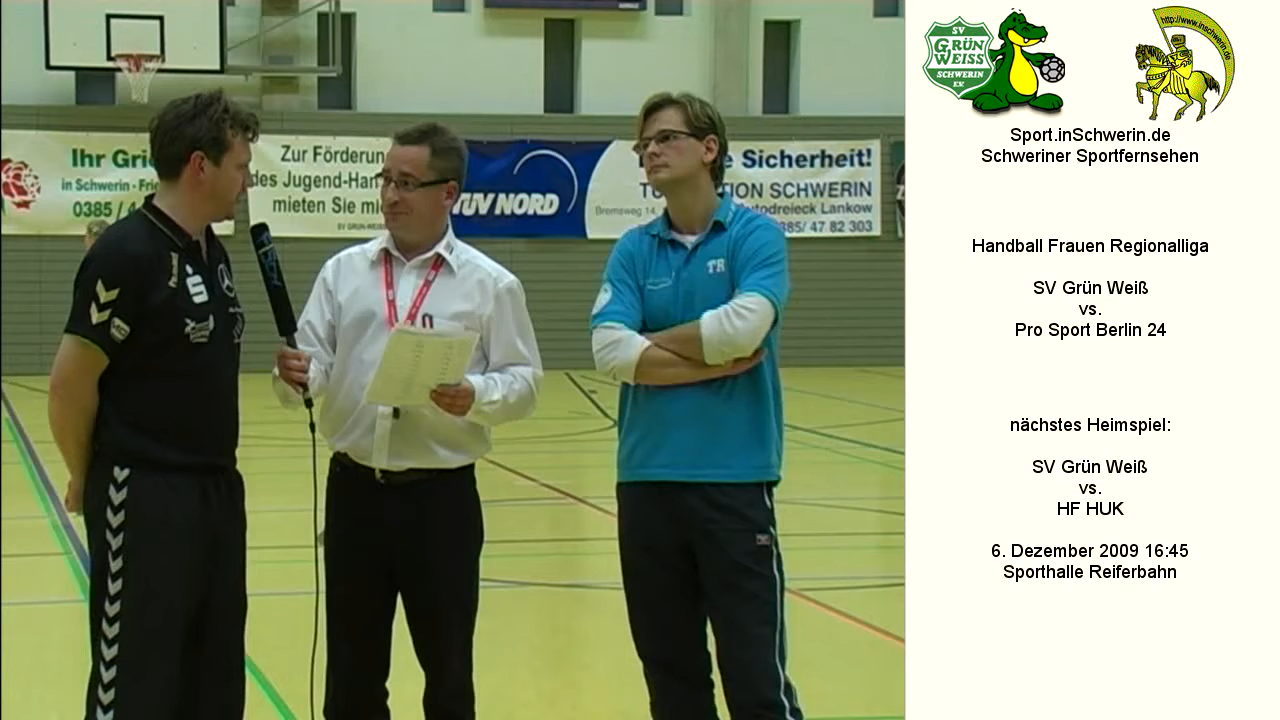 Ihr
in Schwerin
0385 / 4
Zur Förderun
des Jugend-Han
mieten Sie
SV GRÜN-WEISS
TÜV NORD
Sicherheit!
TION SCHWERIN
Bremsweg 14
utodreieck Lankow
385/ 47 82 303
TR
SV
GRÜN
WEISS
SCHWERIN
E.V.
http://www.inschwerin.de
Sport.inSchwerin.de
Schweriner Sportfernsehen
Handball Frauen Regionalliga
SV Grün Weiß
vs.
Pro Sport Berlin 24
nächstes Heimspiel:
SV Grün Weiß
vs.
HF HUK
6. Dezember 2009 16:45
Sporthalle Reiferbahn